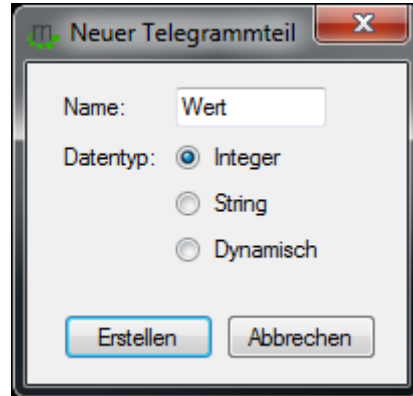 Neuer Telegrammteil
Name: Wert
Datentyp: Integer
String
Dynamisch
Erstellen Abbrechen